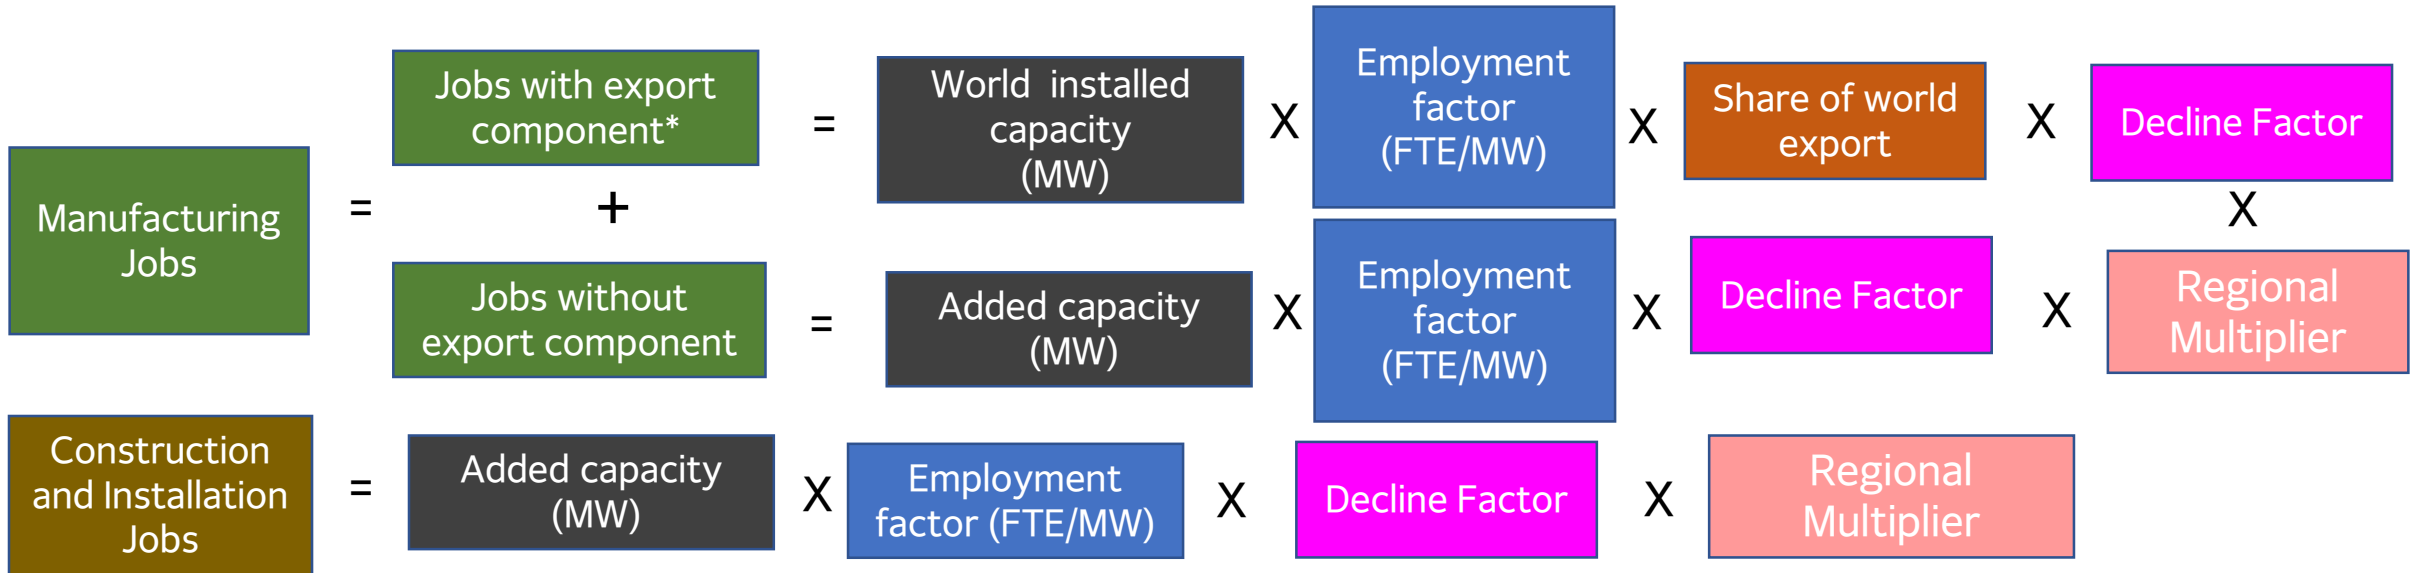 Manufacturing
Jobs
=
Jobs with export
component*
+
Jobs without
export component
=
World installed
capacity
(MW)
X
Employment
factor
(FTE/MW)
X
Share of world
export
X
Decline Factor
X
=
Added capacity
(MW)
X
Employment
factor
(FTE/MW)
X
Decline Factor
X
Regional
Multiplier
Construction
and Installation
Jobs
=
Added capacity
(MW)
X
Employment
factor (FTE/MW)
X
Decline Factor
X
Regional
Multiplier